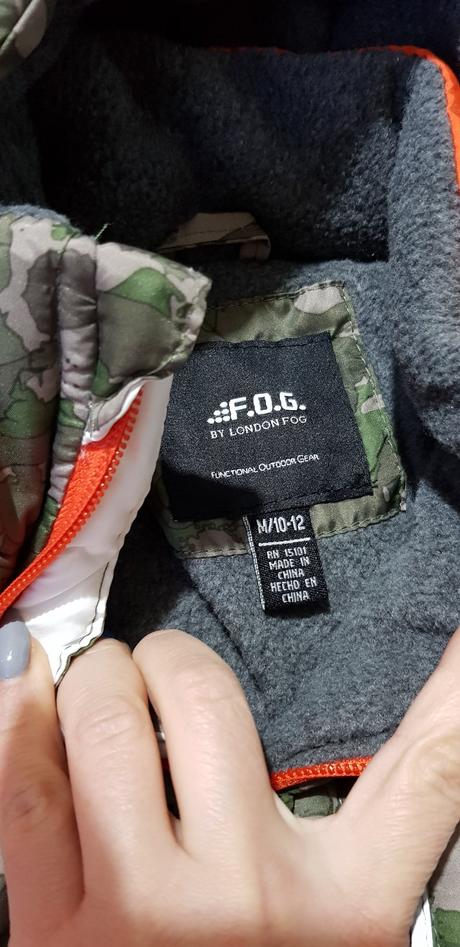 F.O.G.
BY LONDON FOG
FUNCTIONAL OUTDOOR GEAR
M/10-12
RN 15101
MADE IN
CHINA
HECHO EN
CHINA